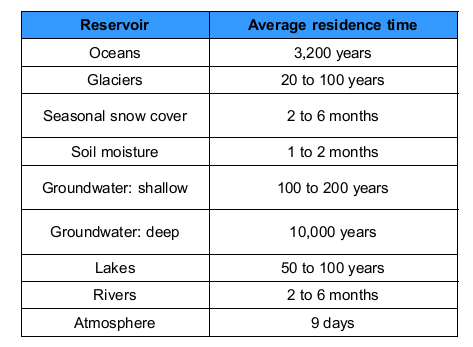 Reservoir Average residence time
Oceans 3,200 years
Glaciers 20 to 100 years
Seasonal snow cover 2 to 6 months
Soil moisture 1 to 2 months
Groundwater: shallow 100 to 200 years
Groundwater: deep 10,000 years
Lakes 50 to 100 years
Rivers 2 to 6 months
Atmosphere 9 days